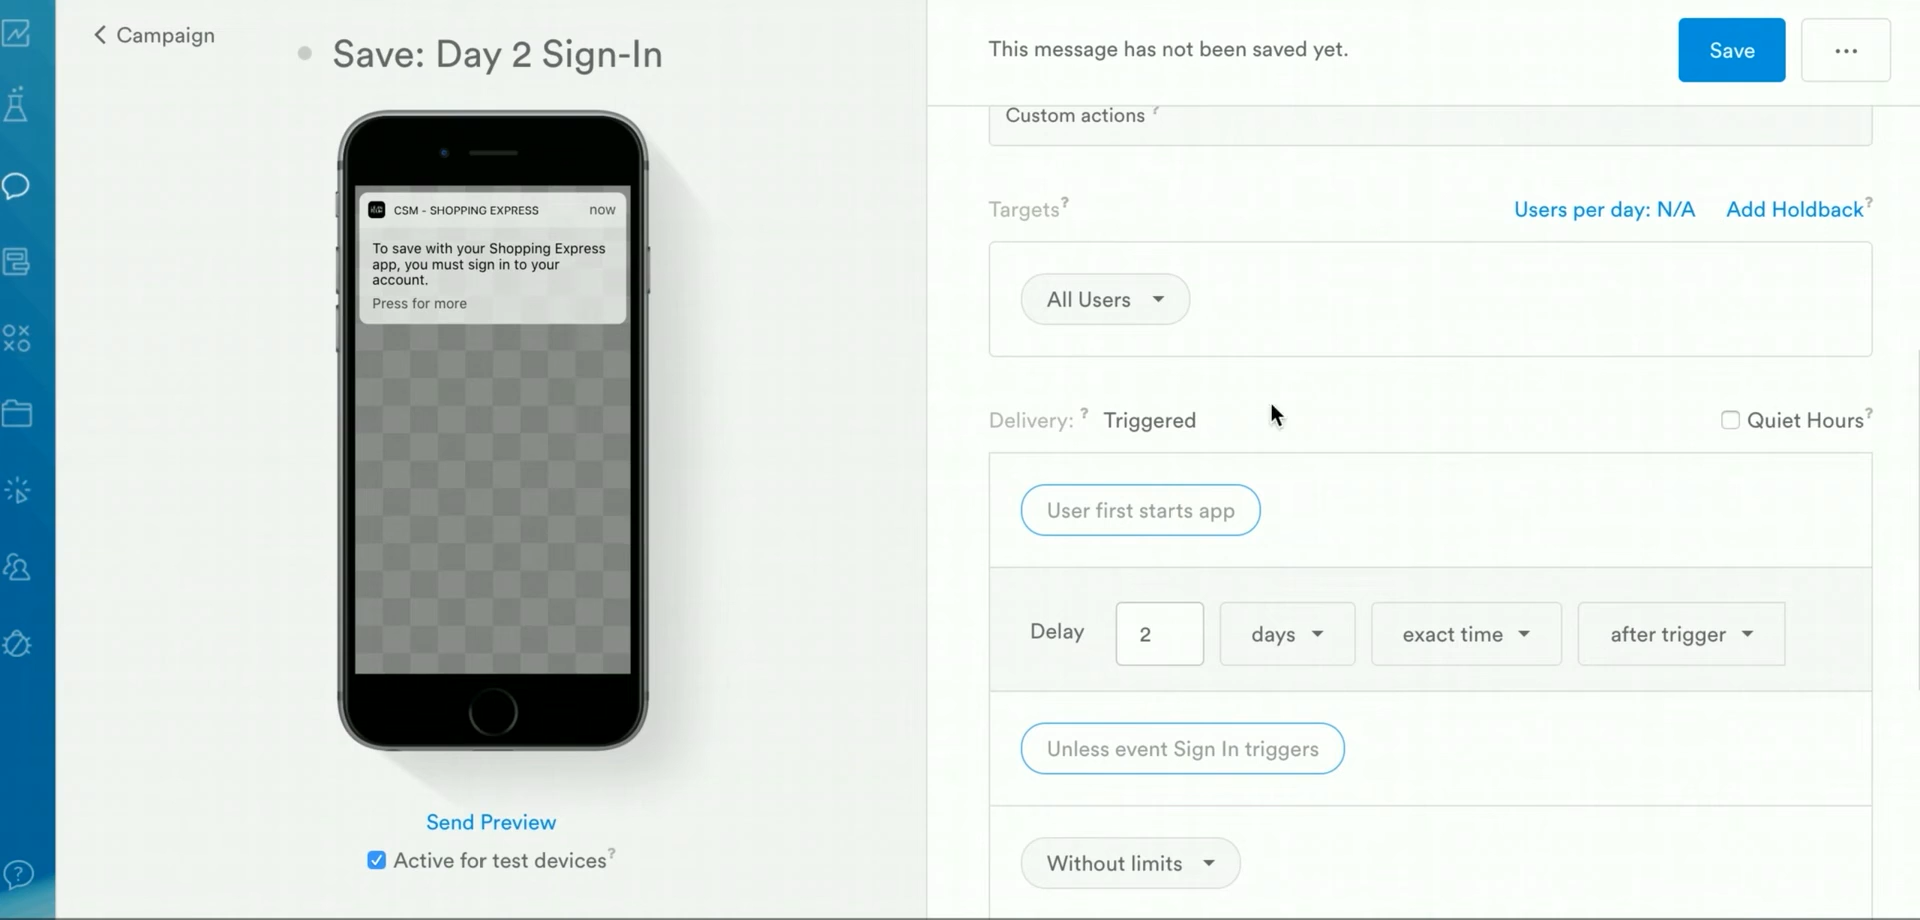 Campaign
Save: Day 2 Sign-In
This message has not been saved yet.
Save
...
CSM - SHOPPING EXPRESS
now
To save with your Shopping Express
app, you must sign in to your
account.
Press for more
Send Preview
Active for test devices?
Custom actions ?
Targets?
Users per day: N/A
Add Holdback?
All Users
Delivery: ? Triggered
Quiet Hours?
User first starts app
Delay 2 days exact time after trigger
Unless event Sign In triggers
Without limits
?